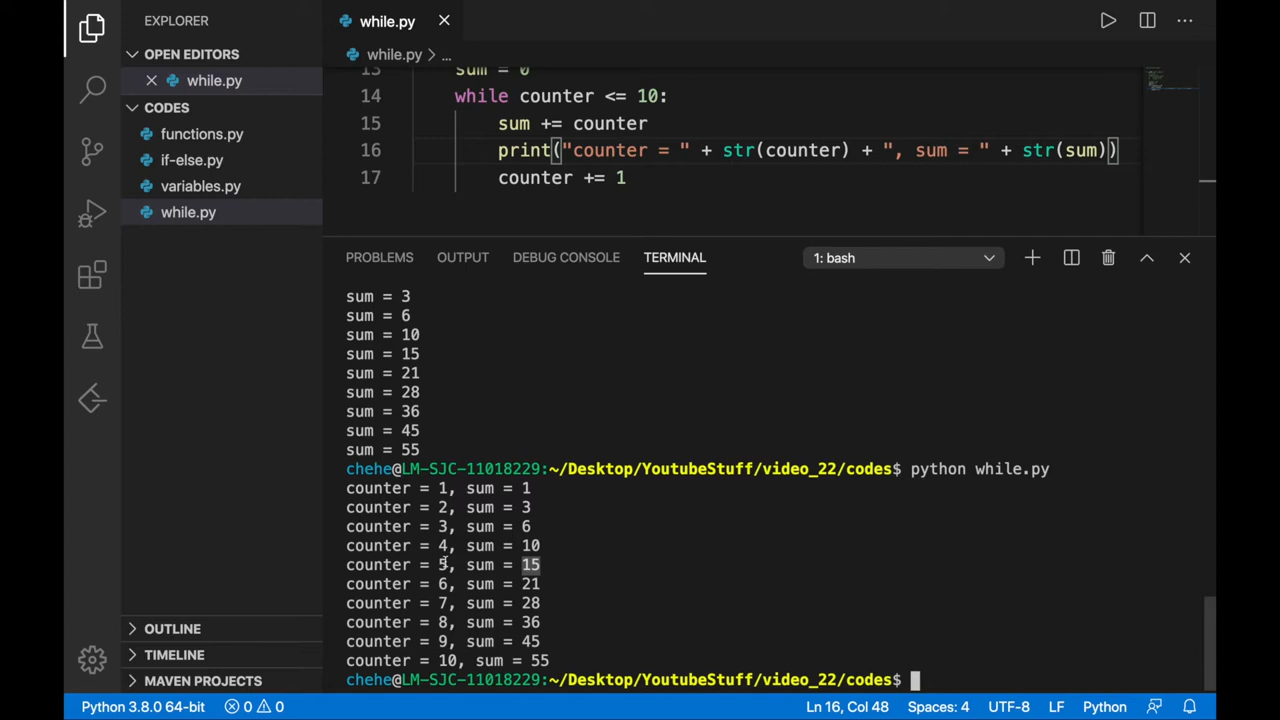 EXPLORER
OPEN EDITORS
while.py
CODES
functions.py
if-else.py
variables.py
while.py
OUTLINE
TIMELINE
MAVEN PROJECTS
while.py
while.py > ...
13 sum = 0
14 while counter <= 10:
15 sum += counter
16 print("counter = " + str(counter) + ", sum = " + str(sum))
17 counter += 1
PROBLEMS OUTPUT DEBUG CONSOLE TERMINAL 1: bash
sum = 3
sum = 6
sum = 10
sum = 15
sum = 21
sum = 28
sum = 36
sum = 45
sum = 55
chehe@LM-SJC-11018229:~/Desktop/YoutubeStuff/video_22/codes$ python while.py
counter = 1, sum = 1
counter = 2, sum = 3
counter = 3, sum = 6
counter = 4, sum = 10
counter = 5, sum = 15
counter = 6, sum = 21
counter = 7, sum = 28
counter = 8, sum = 36
counter = 9, sum = 45
counter = 10, sum = 55
chehe@LM-SJC-11018229:~/Desktop/YoutubeStuff/video_22/codes$
Python 3.8.0 64-bit 0 0 Ln 16, Col 48 Spaces: 4 UTF-8 LF Python